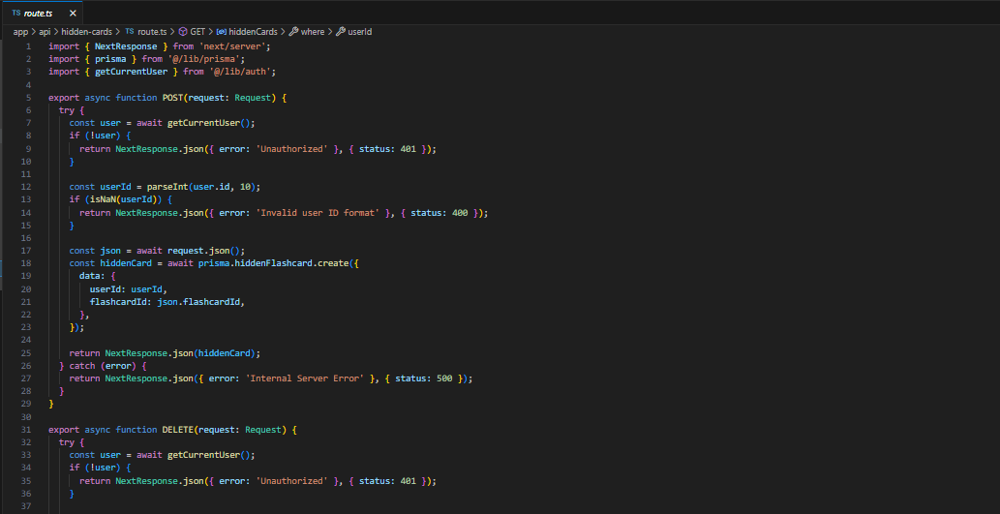 TS route.ts ×
app > api > hidden-cards > TS route.ts > GET > hiddenCards > where > userId
1 import { NextResponse } from 'next/server';
2 import { prisma } from '@/lib/prisma';
3 import { getCurrentUser } from '@/lib/auth';
4
5 export async function POST(request: Request) {
6 try {
7 const user = await getCurrentUser();
8 if (!user) {
9 return NextResponse.json({ error: 'Unauthorized' }, { status: 401 });
10 }
11
12 const userId = parseInt(user.id, 10);
13 if (isNaN(userId)) {
14 return NextResponse.json({ error: 'Invalid user ID format' }, { status: 400 });
15 }
16
17 const json = await request.json();
18 const hiddenCard = await prisma.hiddenFlashcard.create({
19 data: {
20 userId: userId,
21 flashcardId: json.flashcardId,
22 },
23 });
24
25 return NextResponse.json(hiddenCard);
26 } catch (error) {
27 return NextResponse.json({ error: 'Internal Server Error' }, { status: 500 });
28 }
29 }
30
31 export async function DELETE(request: Request) {
32 try {
33 const user = await getCurrentUser();
34 if (!user) {
35 return NextResponse.json({ error: 'Unauthorized' }, { status: 401 });
36 }
37